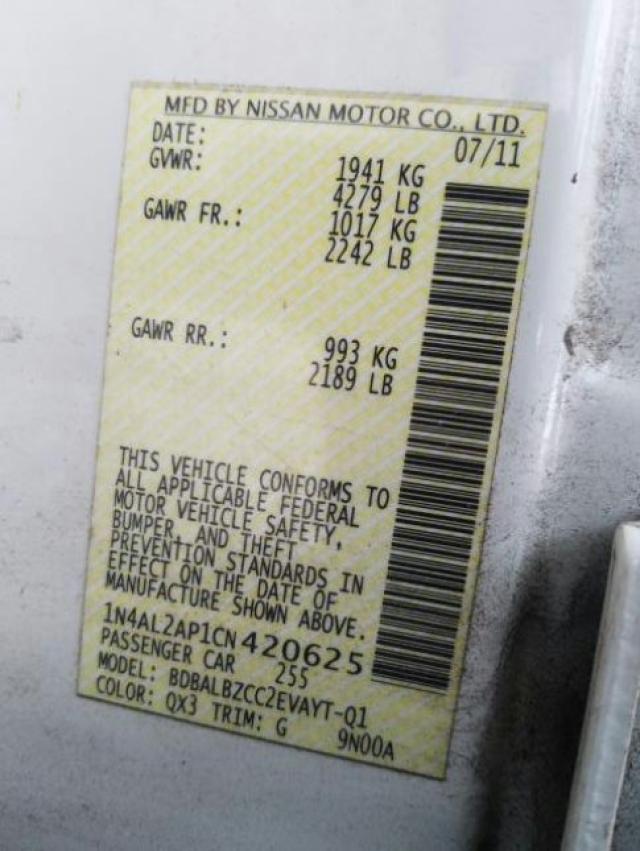 MFD BY NISSAN MOTOR CO., LTD.
DATE: 07/11
GVWR: 1941 KG
4279 LB
GAWR FR.: 1017 KG
2242 LB
GAWR RR.: 993 KG
2189 LB
THIS VEHICLE CONFORMS TO
ALL APPLICABLE FEDERAL
MOTOR VEHICLE SAFETY,
BUMPER, AND THEFT
PREVENTION STANDARDS IN
EFFECT ON THE DATE OF
MANUFACTURE SHOWN ABOVE.
1N4AL2AP1CN420625
PASSENGER CAR 255
MODEL: BDBALBZCC2EVAYT-Q1
COLOR: QX3 TRIM: G 9N00A